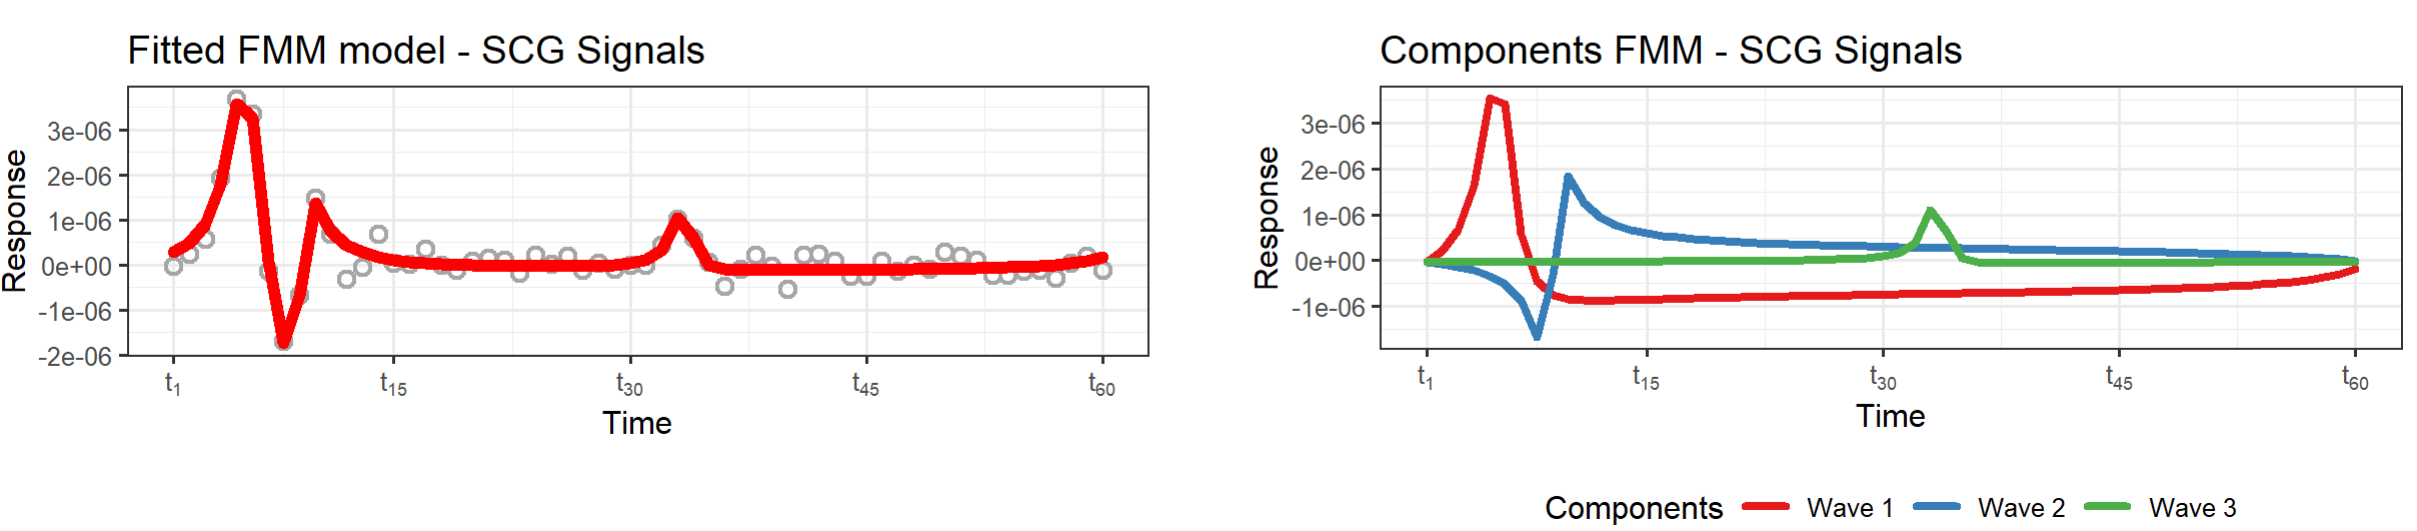 Fitted FMM model - SCG Signals
Response
3e-06
2e-06
1e-06
0e+00
-1e-06
-2e-06
t1
t15
t30
t45
t60
Time
Components FMM - SCG Signals
Response
3e-06
2e-06
1e-06
0e+00
-1e-06
t1
t15
t30
t45
t60
Time
Components Wave 1 Wave 2 Wave 3